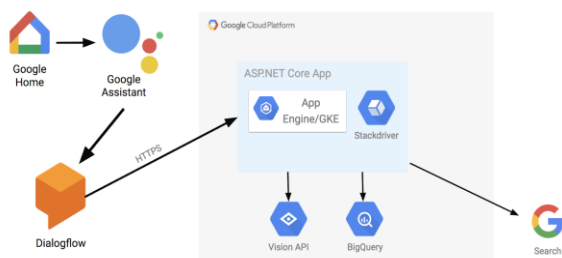 Google
Home
Google
Assistant
Dialogflow
HTTPS
Google Cloud Platform
ASP.NET Core App
App
Engine/GKE
Stackdriver
Vision API
BigQuery
Search